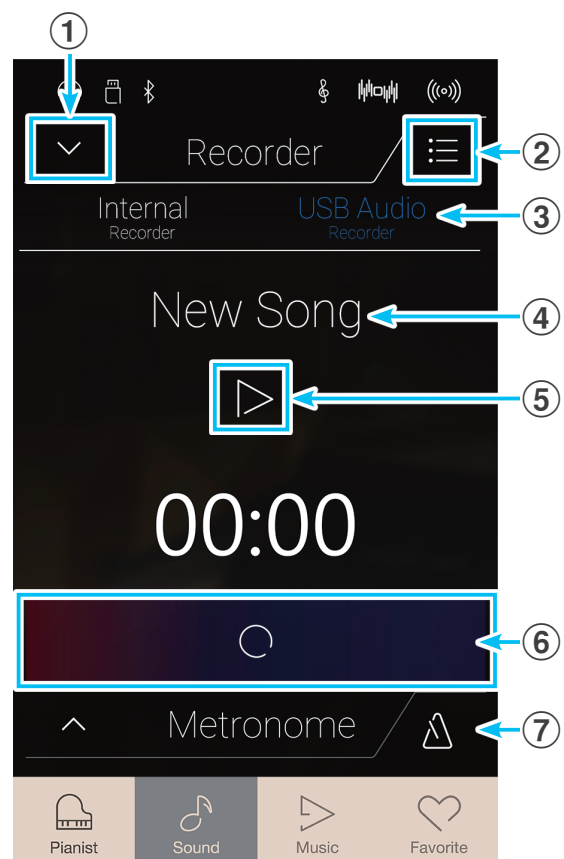 ①
②
Recorder
Internal USB Audio
Recorder Recorder
③
New Song
④
⑤
00:00
⑥
Metronome
⑦
Pianist Sound Music Favorite